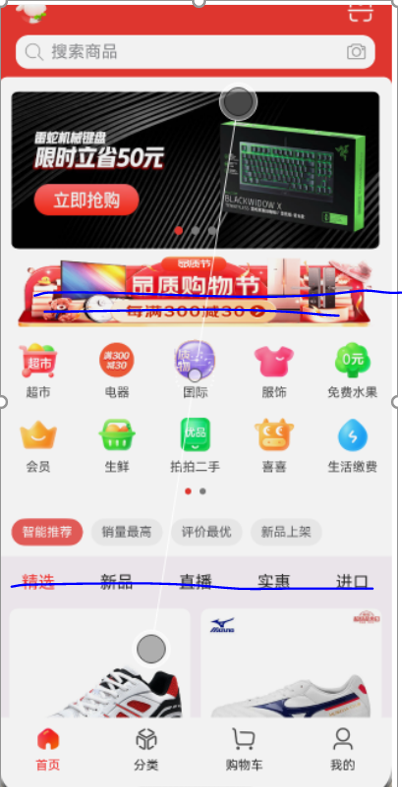 搜索商品
雷蛇机械键盘
限时立省50元
立即抢购
BLACKWIDOW X
品质节
品质购物节
每满300减30
超市
满300
减30
优品
0元
超市 电器 国际 服饰 免费水果
会员 生鲜 拍拍二手 喜喜 生活缴费
智能推荐 销量最高 评价最优 新品上架
精选 新品 直播 实惠 进口
MIZUNO
首页 分类 购物车 我的